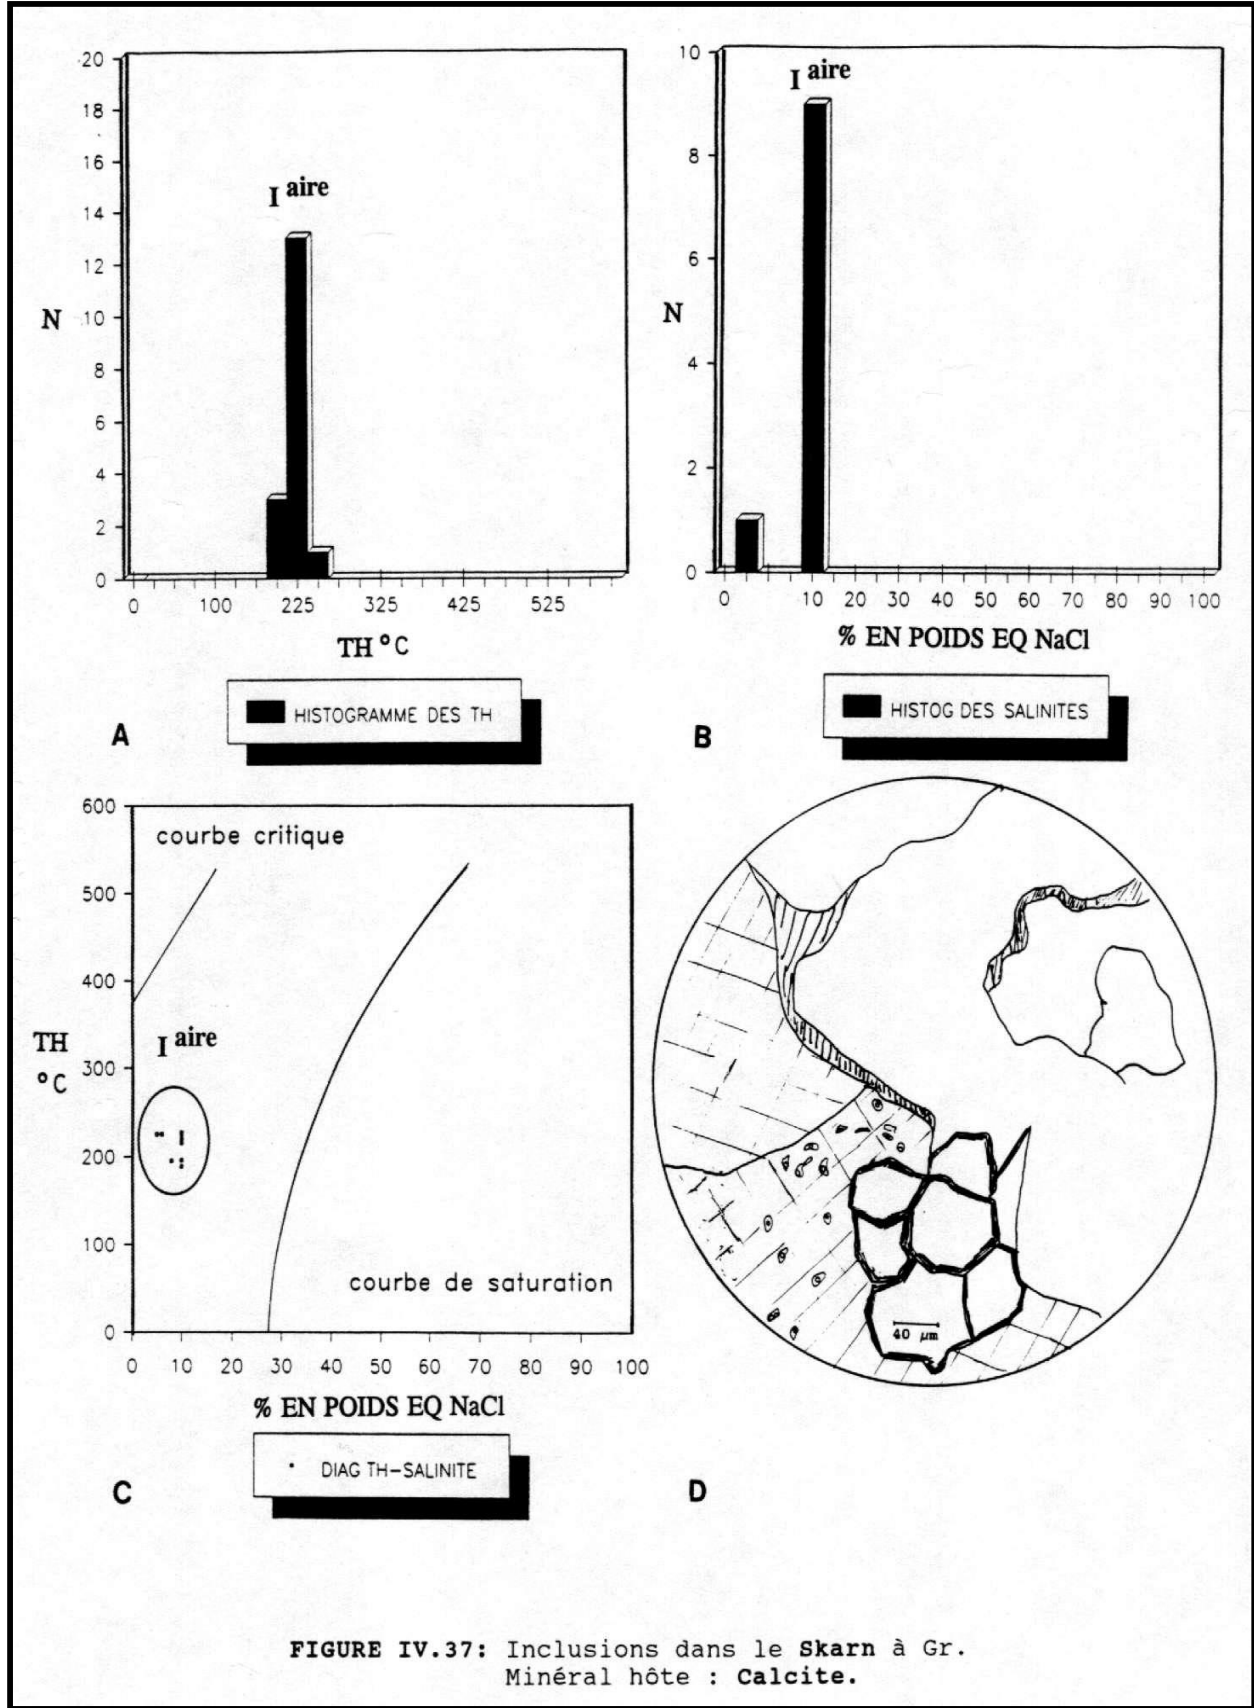 20
18
16
14
12
10
8
6
4
2
0
N
I aire
0 100 225 325 425 525
TH °C
HISTOGRAMME DES TH
A
10
8
6
4
2
0
N
I aire
0 10 20 30 40 50 60 70 80 90 100
% EN POIDS EQ NaCl
HISTOG DES SALINITES
B
600
500
400
300
200
100
0
TH
°C
courbe critique
I aire
courbe de saturation
0 10 20 30 40 50 60 70 80 90 100
% EN POIDS EQ NaCl
DIAG TH-SALINITE
C
40 µm
D
FIGURE IV.37: Inclusions dans le Skarn à Gr.
Minéral hôte : Calcite.